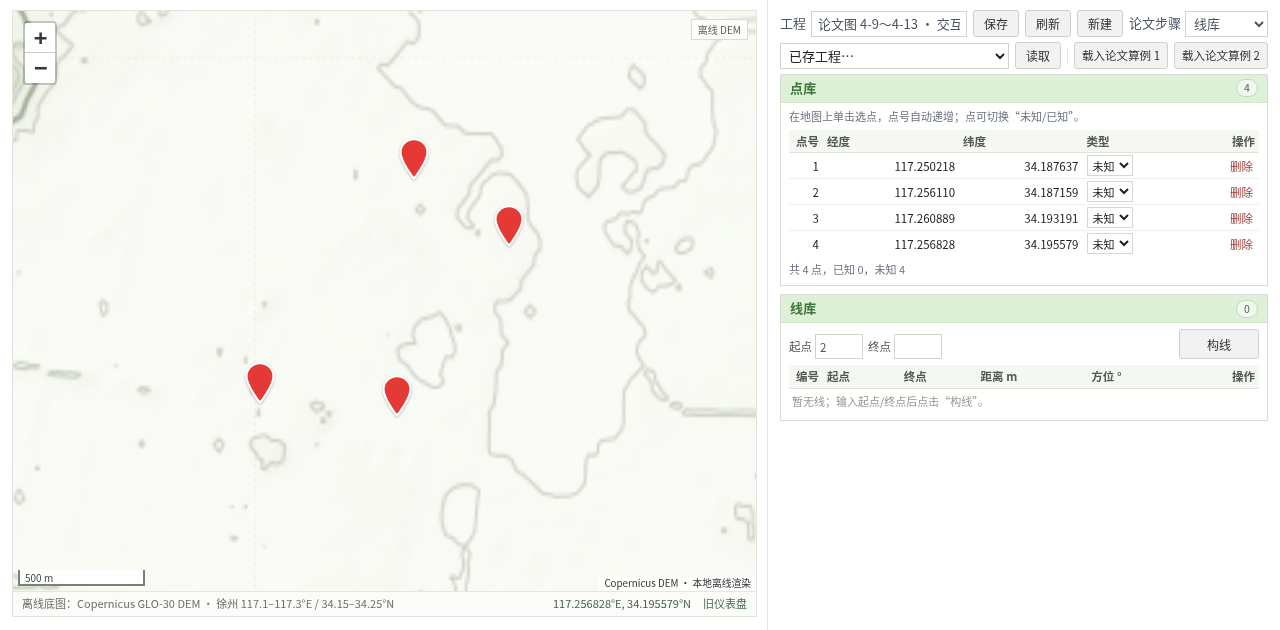 +
离线 DEM
−
500 m
Copernicus DEM · 本地离线渲染
离线底图：Copernicus GLO-30 DEM · 徐州 117.1–117.3°E / 34.15–34.25°N
117.256828°E, 34.195579°N 旧仪表盘
工程 论文图 4-9～4-13 · 交互 保存 刷新 新建 论文步骤 线库
已存工程… 读取 载入论文算例 1 载入论文算例 2
点库 4
在地图上单击选点，点号自动递增；点可切换“未知/已知”。
点号 经度 纬度 类型 操作
1 117.250218 34.187637 未知 删除
2 117.256110 34.187159 未知 删除
3 117.260889 34.193191 未知 删除
4 117.256828 34.195579 未知 删除
共 4 点，已知 0，未知 4
线库 0
起点 2 终点 构线
编号 起点 终点 距离 m 方位 ° 操作
暂无线；输入起点/终点后点击“构线”。